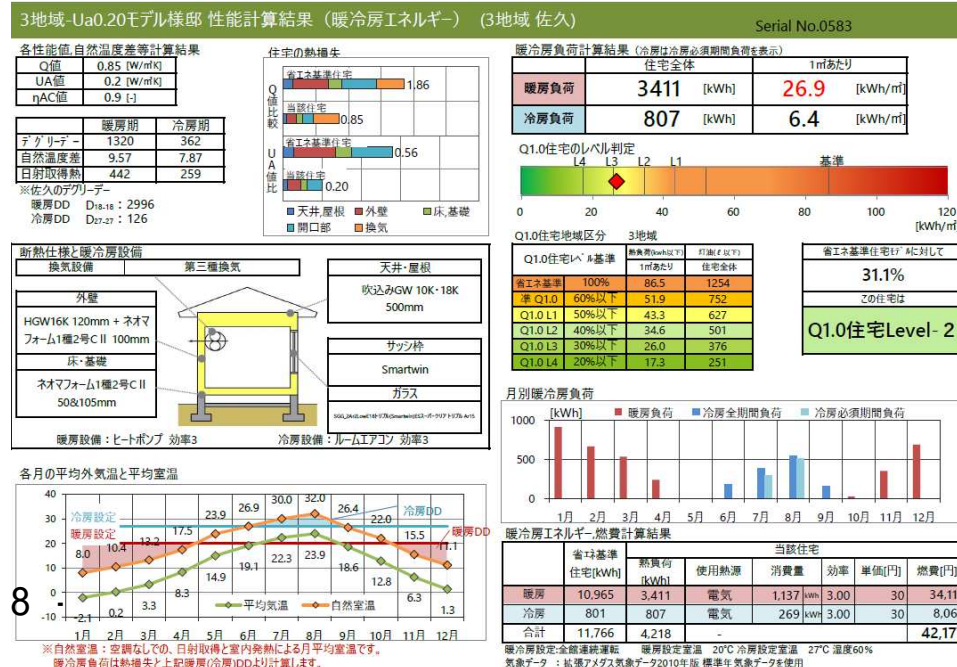 3地域-Ua0.20モデル様邸 性能計算結果（暖冷房エネルギー） (3地域 佐久)
Serial No.0583
各性能値,自然温度差等計算結果
Q値 0.85 [W/㎡K]
UA値 0.2 [W/㎡K]
ηAC値 0.9 [-]
暖房期 冷房期
ﾃﾞｸﾞﾘｰﾃﾞｰ 1320 362
自然温度差 9.57 7.87
日射取得熱 442 259
※佐久のデグリーデー
暖房DD D18-18：2996
冷房DD D27-27：126
住宅の熱損失
Q値比較
省エネ基準住宅
1.86
当該住宅
0.85
UA値比
省エネ基準住宅
0.56
当該住宅
0.20
天井,屋根 外壁 床,基礎
開口部 換気
暖冷房負荷計算結果（冷房は冷房必須期間負荷を表示）
住宅全体 1㎡あたり
暖房負荷 3411 [kWh] 26.9 [kWh/㎡]
冷房負荷 807 [kWh] 6.4 [kWh/㎡]
Q1.0住宅のレベル判定
L4 L3 L2 L1 基準
0 20 40 60 80 100 120
[kWh/㎡]
Q1.0住宅地域区分 3地域
Q1.0住宅ﾚﾍﾞﾙ基準 熱負荷(kwh以下) 灯油(ℓ以下)
1㎡あたり 住宅全体
省エネ基準 100% 86.5 1254
準 Q1.0 60%以下 51.9 752
Q1.0 L1 50%以下 43.3 627
Q1.0 L2 40%以下 34.6 501
Q1.0 L3 30%以下 26.0 376
Q1.0 L4 20%以下 17.3 251
省エネ基準住宅ﾓﾃﾞﾙに対して
31.1%
この住宅は
Q1.0住宅Level- 2
断熱仕様と暖冷房設備
換気設備 第三種換気
外壁
HGW16K 120mm + ネオマ
フォーム1種2号CⅡ 100mm
床・基礎
ネオマフォーム1種2号CⅡ
50&105mm
天井・屋根
吹込みGW 10K・18K
500mm
サッシ枠
Smartwin
ガラス
暖房設備：ヒートポンプ 効率3 冷房設備：ルームエアコン 効率3
月別暖冷房負荷
[kWh] 暖房負荷 冷房全期間負荷 冷房必須期間負荷
1000
500
0
1月 2月 3月 4月 5月 6月 7月 8月 9月 10月 11月 12月
各月の平均外気温と平均室温
40
30
20
10
0
-10
冷房設定
暖房設定
冷房DD
暖房DD
8.0 10.4 13.2 17.5 23.9 26.9 30.0 32.0 26.4 22.0 15.5 11.1
-2.1 0.2 3.3 8.3 14.9 19.1 22.3 23.9 18.6 12.8 6.3 1.3
平均気温 自然室温
1月 2月 3月 4月 5月 6月 7月 8月 9月 10月 11月 12月
8
※自然室温：空調なしでの、日射取得と室内発熱による月平均室温です。
暖冷房負荷は熱損失と上記暖房(冷房)DDより計算します。
暖冷房エネルギー,燃費計算結果
省ｴﾈ基準住宅[kWh] 当該住宅
熱負荷[kWh] 使用熱源 消費量 効率 単価[円] 燃費[円]
暖房 10,965 3,411 電気 1,137 kWh 3.00 30 34,11
冷房 801 807 電気 269 kWh 3.00 30 8,06
合計 11,766 4,218 - 42,17
暖冷房設定:全館連続運転 暖房設定室温 20℃ 冷房設定室温 27℃ 湿度60%
気象データ ：拡張アメダス気象データ2010年版 標準年気象データを使用